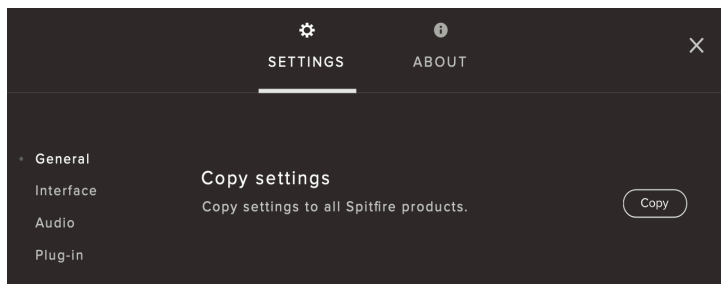 SETTINGS
ABOUT
General
Interface
Audio
Plug-in
Copy settings
Copy settings to all Spitfire products.
Copy